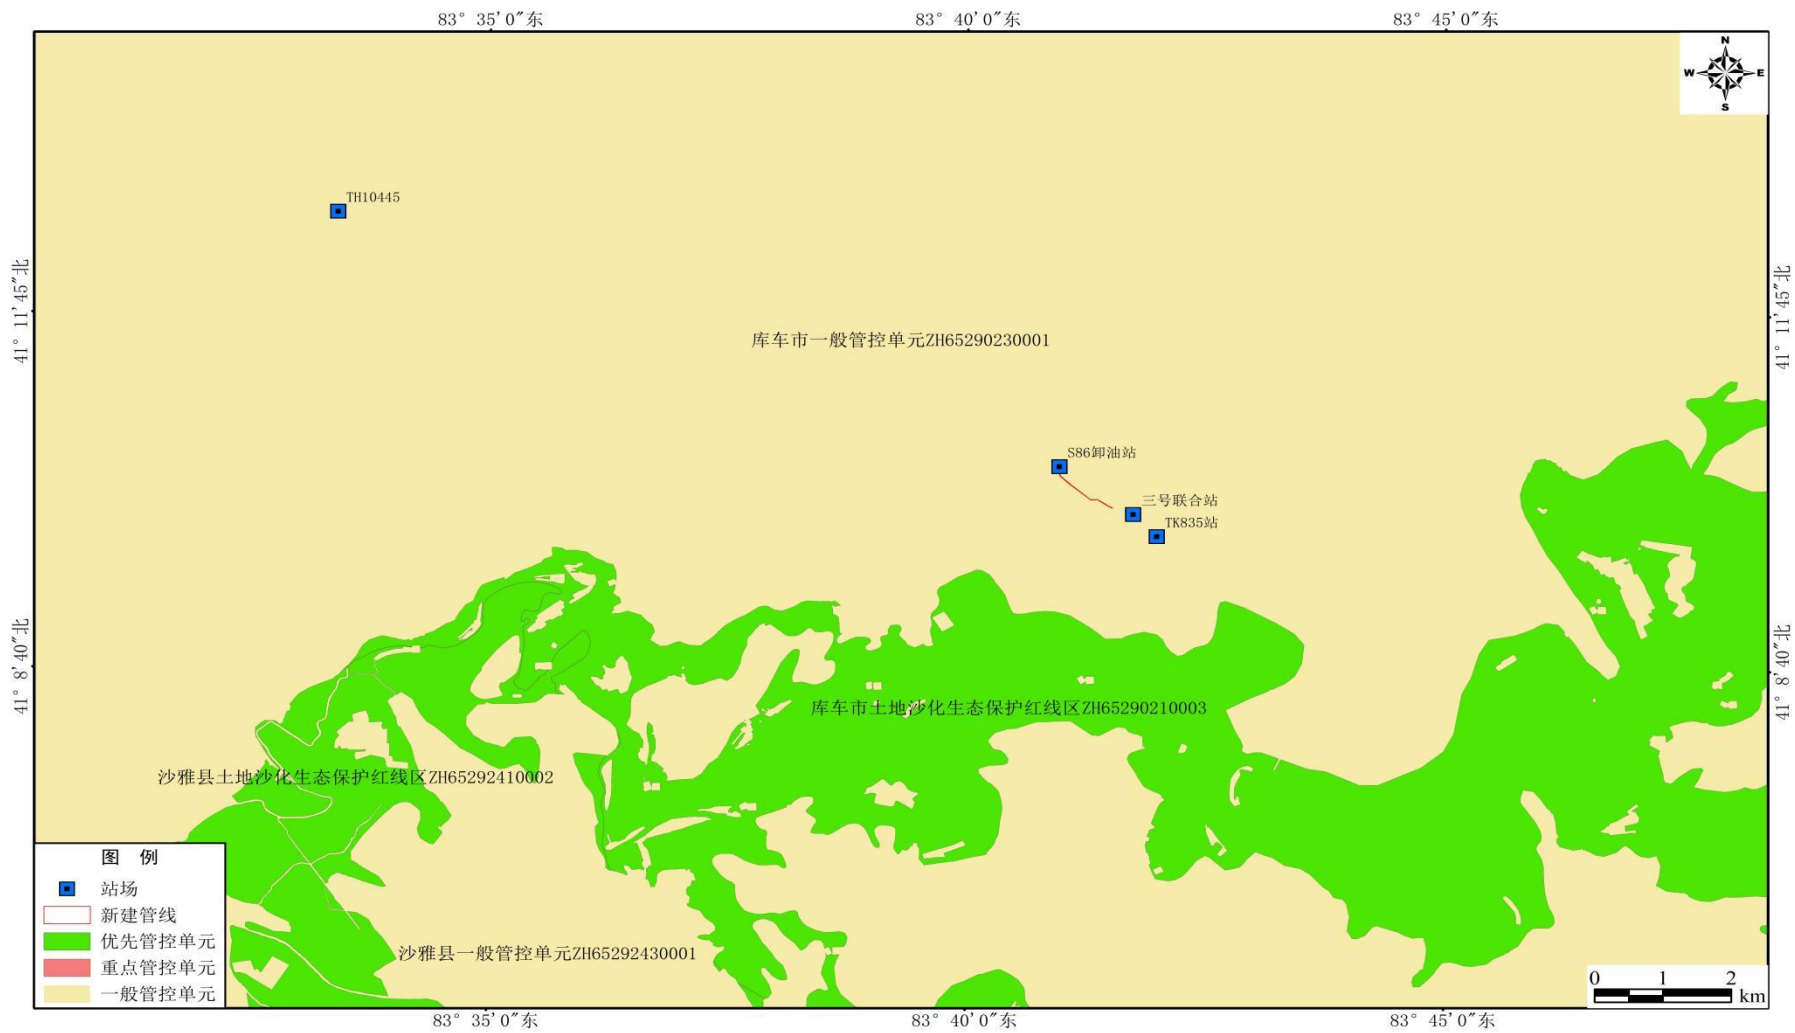 83° 35′0″东
83° 40′0″东
83° 45′0″东
N
W
E
S
TH10445
41° 11′45″北
41° 11′45″北
库车市一般管控单元ZH65290230001
S86卸油站
三号联合站
TK835站
41° 8′40″北
41° 8′40″北
库车市土地沙化生态保护红线区ZH65290210003
沙雅县土地沙化生态保护红线区ZH65292410002
沙雅县一般管控单元ZH65292430001
图 例
站场
新建管线
优先管控单元
重点管控单元
一般管控单元
0 1 2
km
83° 35′0″东
83° 40′0″东
83° 45′0″东